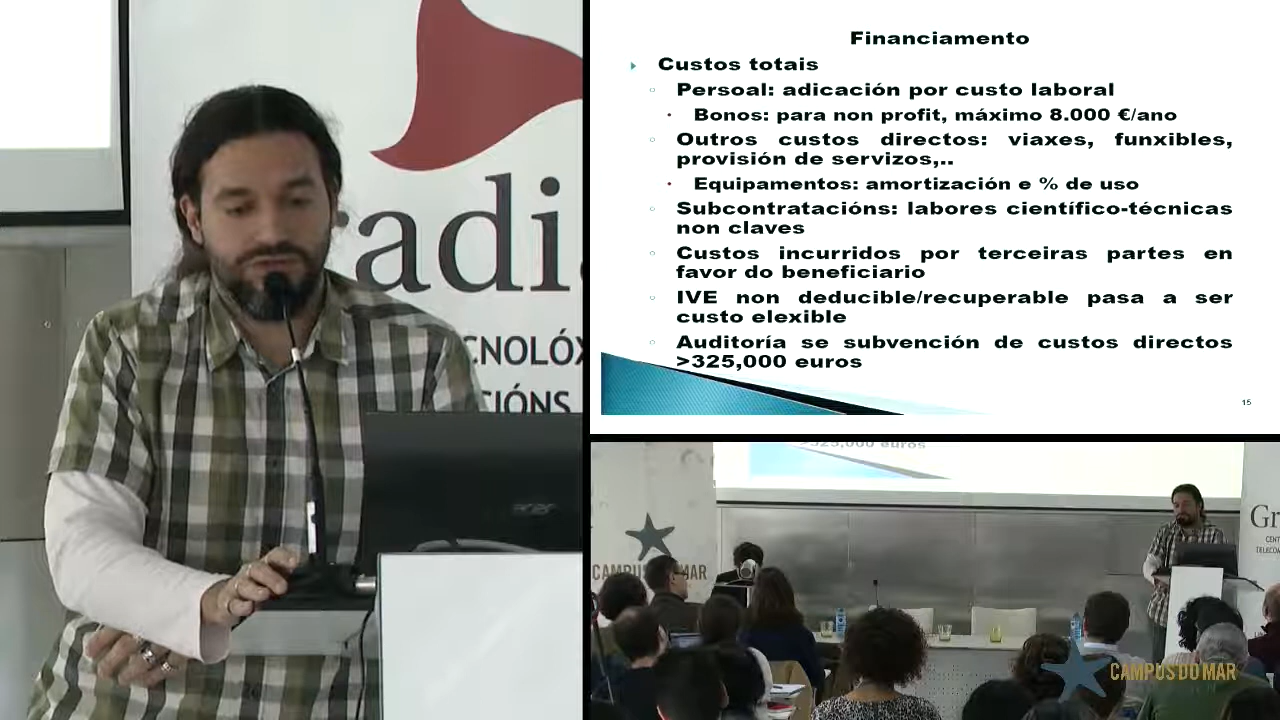 radi
CNOLÓX
CIÓNS
acer
Financiamento
Custos totais
Persoal: adicación por custo laboral
Bonos: para non profit, máximo 8.000 €/ano
Outros custos directos: viaxes, funxibles,
provisión de servizos,..
Equipamentos: amortización e % de uso
Subcontratacións: labores científico-técnicas
non claves
Custos incurridos por terceiras partes en
favor do beneficiario
IVE non deducible/recuperable pasa a ser
custo elexible
Auditoría se subvención de custos directos
>325,000 euros
15
>325,000 euros
CAMPUS DO MAR
Gr
CENT
TELECOM
CAMPUS DO MAR